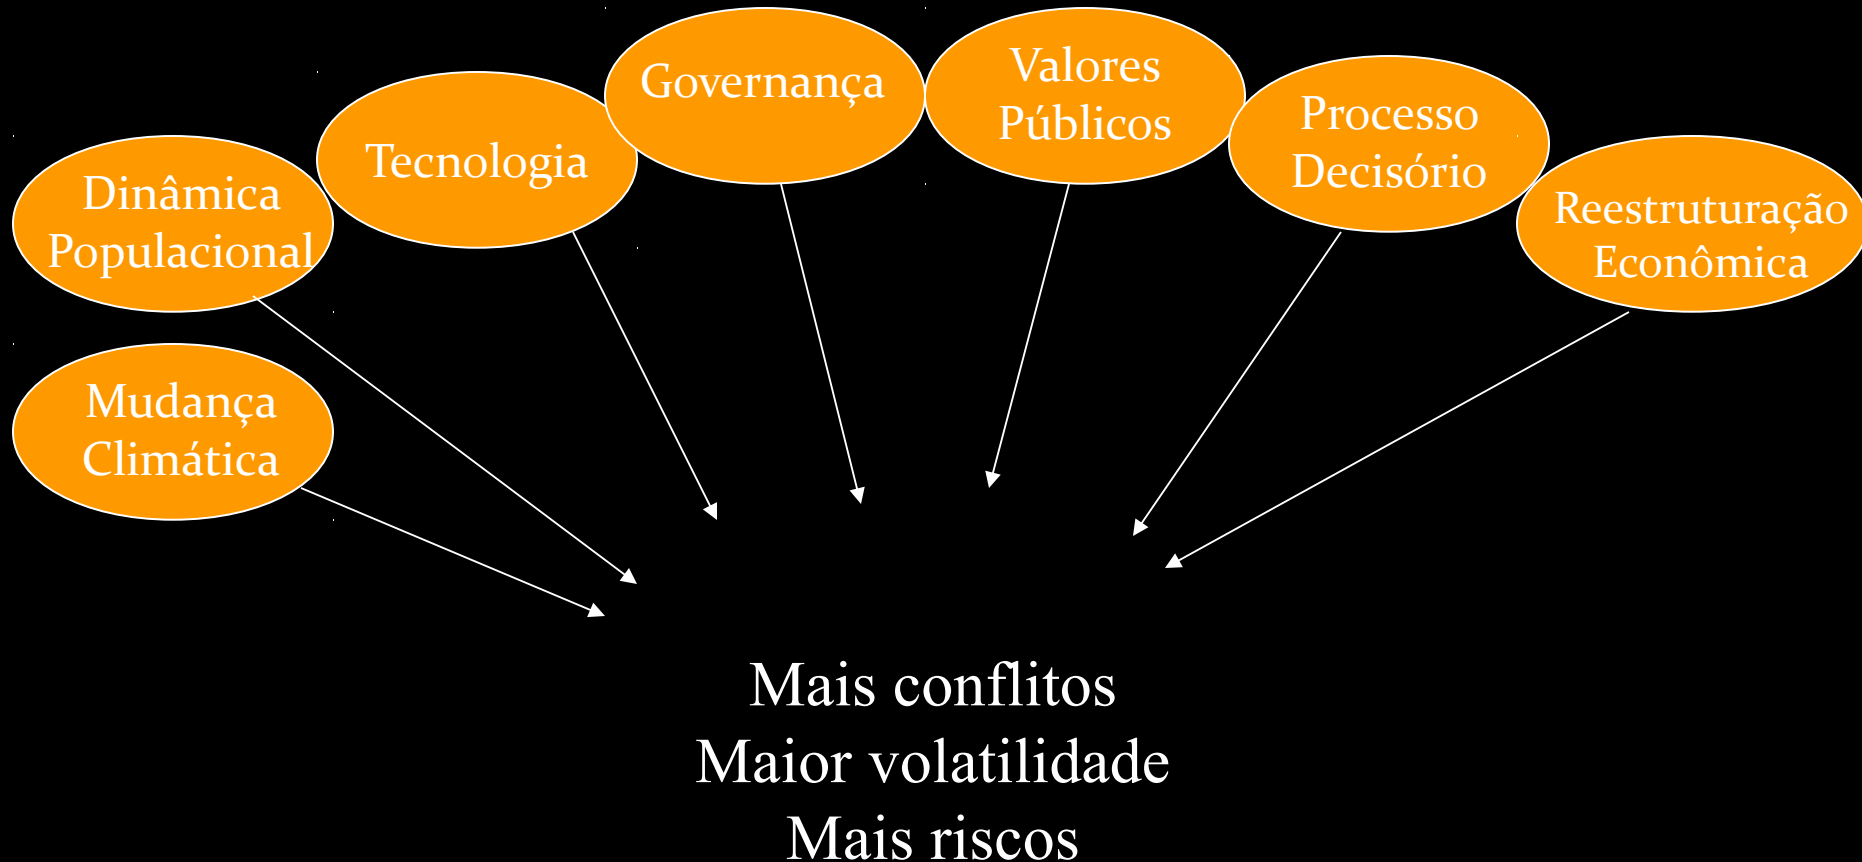 Governança
Valores
Públicos
Processo
Decisório
Tecnologia
Dinâmica
Populacional
Reestruturação
Econômica
Mudança
Climática
Mais conflitos
Maior volatilidade
Mais riscos